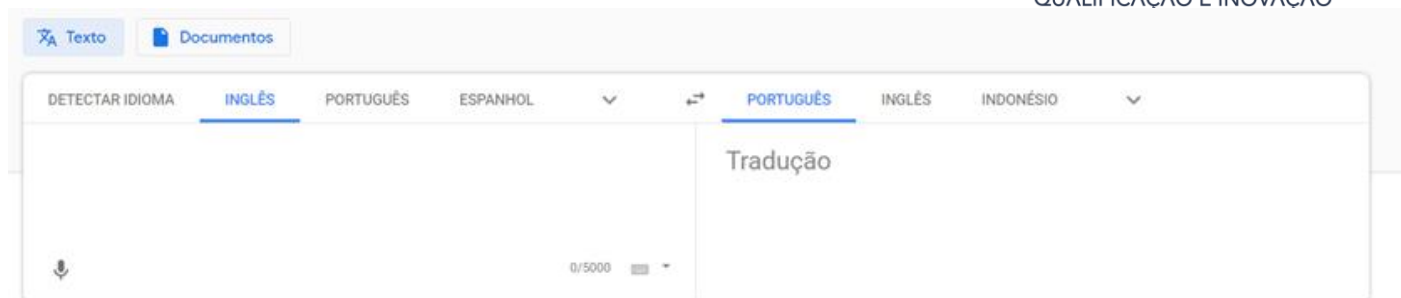 QUALIFICAÇÃO E INOVAÇÃO
Texto Documentos
DETECTAR IDIOMA INGLÊS PORTUGUÊS ESPANHOL PORTUGUÊS INGLÊS INDONÉSIO
Tradução
0/5000